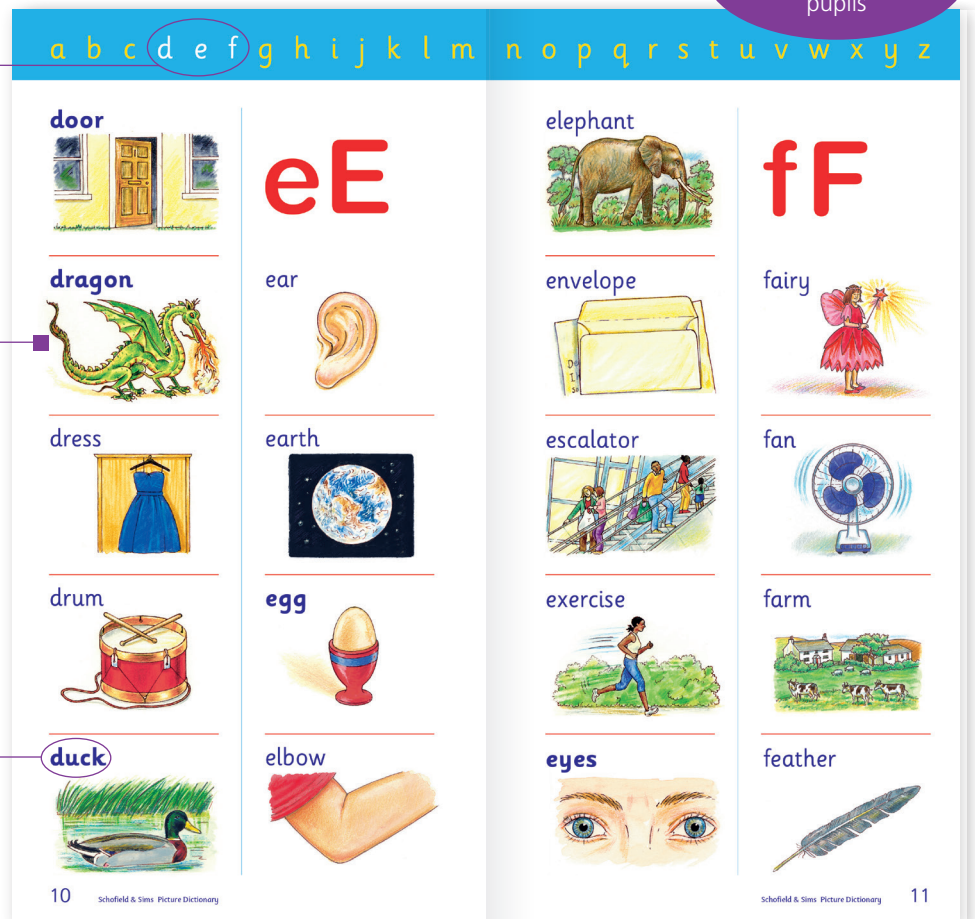 pupils
a b c d e f g h i j k l m n o p q r s t u v w x y z
door
dragon
dress
drum
duck
eE
ear
earth
egg
elbow
10 Schofield & Sims Picture Dictionary
elephant
envelope
escalator
exercise
eyes
fF
fairy
fan
farm
feather
Schofield & Sims Picture Dictionary 11